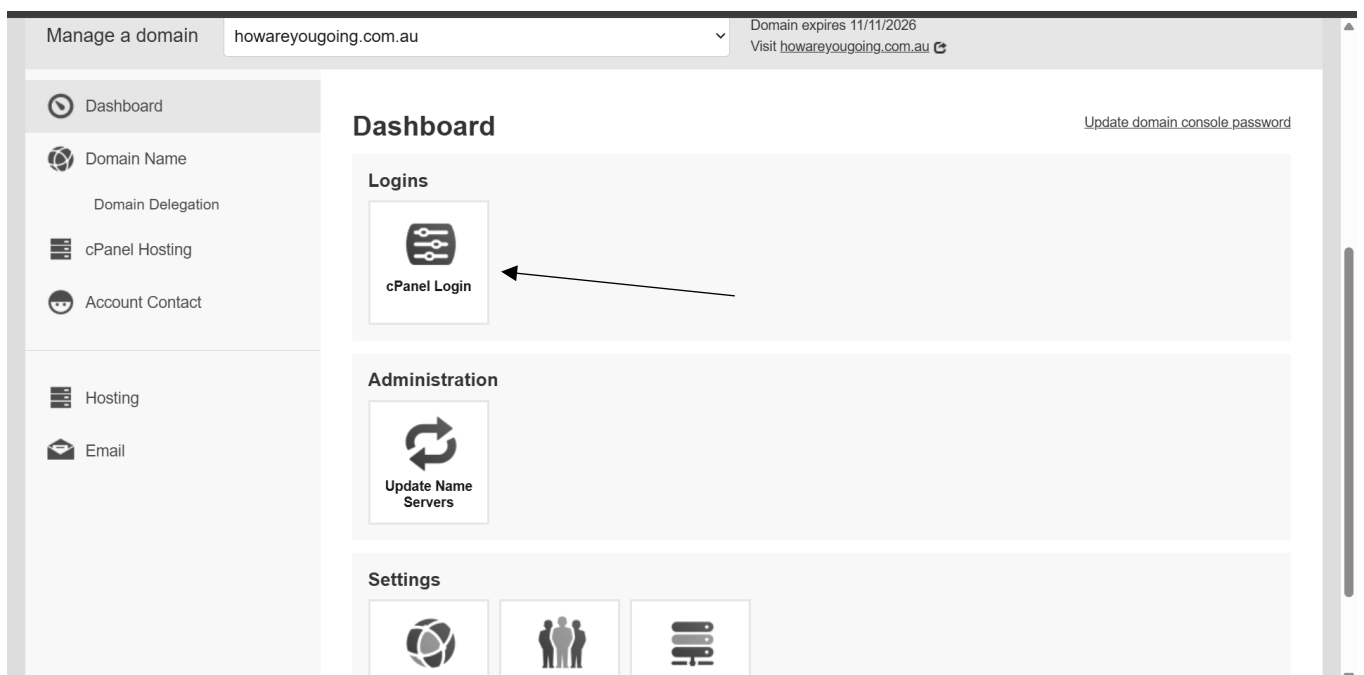 Manage a domain
howareyougoing.com.au
Domain expires 11/11/2026
Visit howareyougoing.com.au
Dashboard
Domain Name
Domain Delegation
cPanel Hosting
Account Contact
Hosting
Email
Dashboard
Update domain console password
Logins
cPanel Login
Administration
Update Name
Servers
Settings